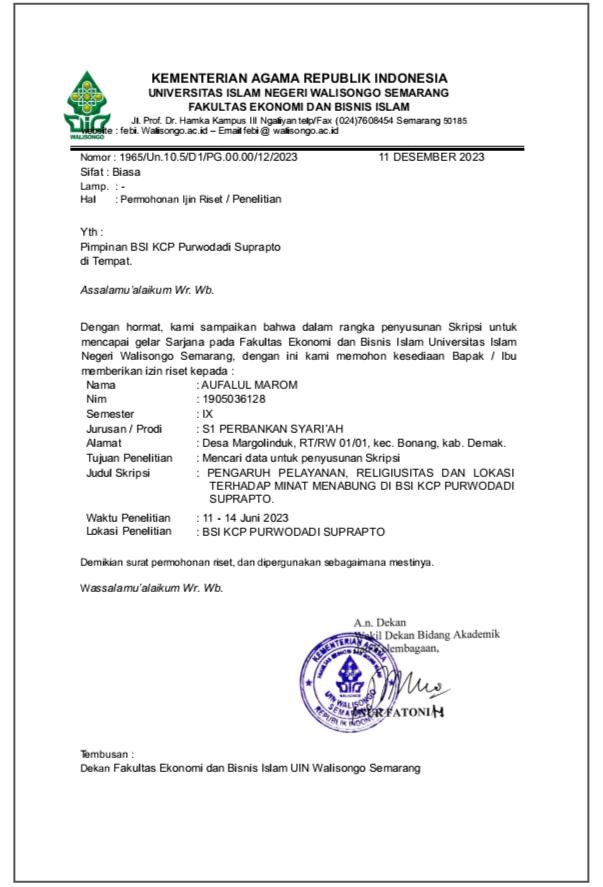 KEMENTERIAN AGAMA REPUBLIK INDONESIA
UNIVERSITAS ISLAM NEGERI WALISONGO SEMARANG
FAKULTAS EKONOMI DAN BISNIS ISLAM
Jl. Prof. Dr. Hamka Kampus III Ngaliyan telp/Fax (024)7608454 Semarang 50185
website : febi. Walisongo.ac.id – Email febi @ walisongo.ac.id
WALISONGO
Nomor : 1965/Un.10.5/D1/PG.00.00/12/2023 11 DESEMBER 2023
Sifat : Biasa
Lamp. : -
Hal : Permohonan Ijin Riset / Penelitian
Yth :
Pimpinan BSI KCP Purwodadi Suprapto
di Tempat.
Assalamu’alaikum Wr. Wb.
Dengan hormat, kami sampaikan bahwa dalam rangka penyusunan Skripsi untuk
mencapai gelar Sarjana pada Fakultas Ekonomi dan Bisnis Islam Universitas Islam
Negeri Walisongo Semarang, dengan ini kami memohon kesediaan Bapak / Ibu
memberikan izin riset kepada :
Nama : AUFALUL MAROM
Nim : 1905036128
Semester : IX
Jurusan / Prodi : S1 PERBANKAN SYARI’AH
Alamat : Desa Margolinduk, RT/RW 01/01, kec. Bonang, kab. Demak.
Tujuan Penelitian : Mencari data untuk penyusunan Skripsi
Judul Skripsi : PENGARUH PELAYANAN, RELIGIUSITAS DAN LOKASI
TERHADAP MINAT MENABUNG DI BSI KCP PURWODADI
SUPRAPTO.
Waktu Penelitian : 11 - 14 Juni 2023
Lokasi Penelitian : BSI KCP PURWODADI SUPRAPTO
Demikian surat permohonan riset, dan dipergunakan sebagaimana mestinya.
Wassalamu’alaikum Wr. Wb.
A.n. Dekan
Wakil Dekan Bidang Akademik
dan Kelembagaan,
KEMENTERIAN AGAMA
FAKULTAS EKONOMI DAN BISNIS ISLAM
WALISONGO
UIN WALISONGO
SEMARANG
REPUBLIK INDONESIA
NUR FATONI
Tembusan :
Dekan Fakultas Ekonomi dan Bisnis Islam UIN Walisongo Semarang